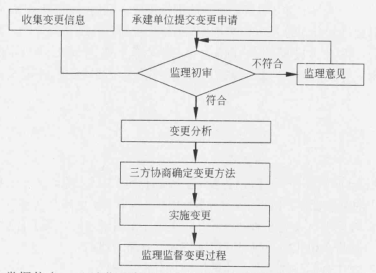 收集变更信息
承建单位提交变更申请
监理初审
不符合
监理意见
符合
变更分析
三方协商确定变更方法
实施变更
监理监督变更过程